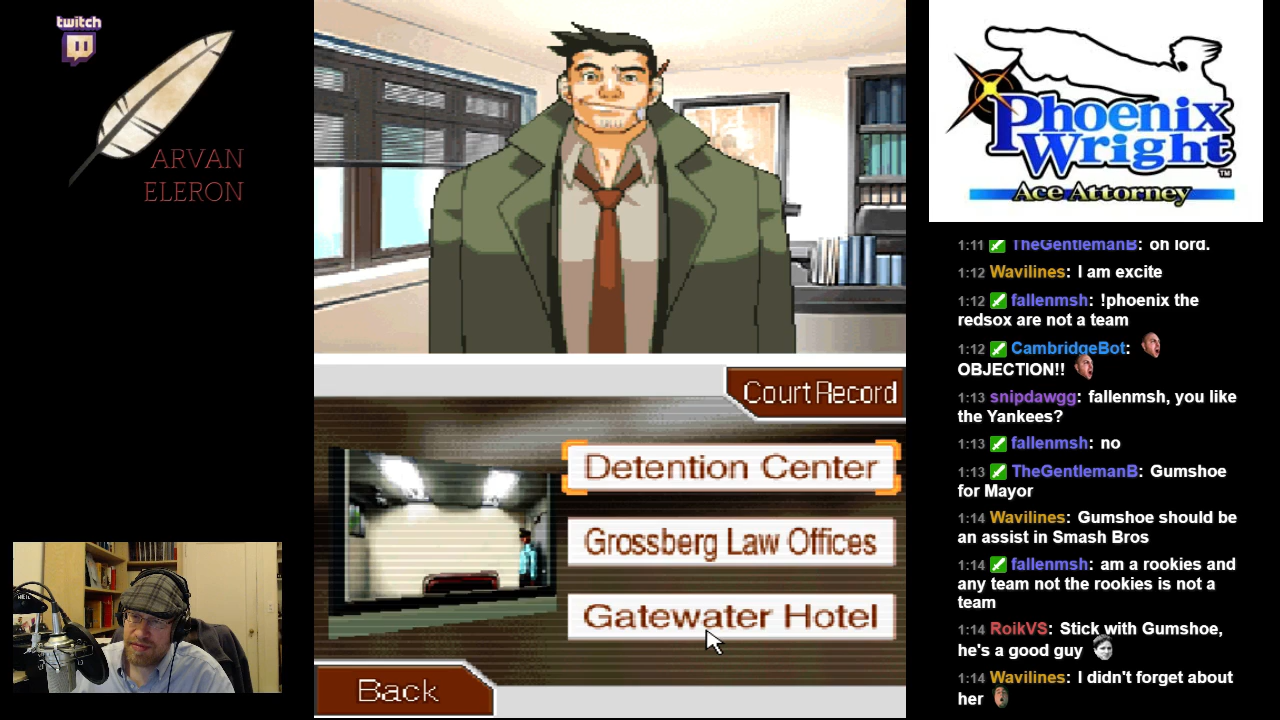 twitch
ARVAN
ELERON
Phoenix
Wright™
Ace Attorney
Court Record
Detention Center
Grossberg Law Offices
Gatewater Hotel
Back
1:11 TheGentlemanB: oh lord.
1:12 Wavilines: I am excite
1:12 fallenmsh: !phoenix the
redsox are not a team
1:12 CambridgeBot:
OBJECTION!!
1:13 snipdawgg: fallenmsh, you like
the Yankees?
1:13 fallenmsh: no
1:13 TheGentlemanB: Gumshoe
for Mayor
1:14 Wavilines: Gumshoe should be
an assist in Smash Bros
1:14 fallenmsh: am a rookies and
any team not the rookies is not a
team
1:14 RoikVS: Stick with Gumshoe,
he's a good guy
1:14 Wavilines: I didn't forget about
her